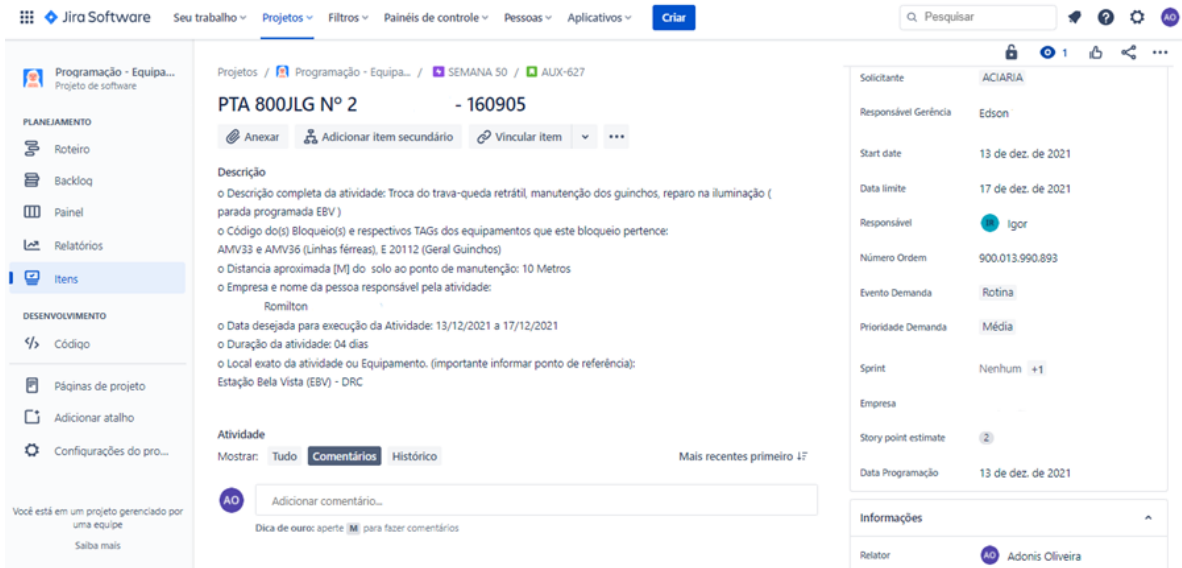 Jira Software Seu trabalho Projetos Filtros Painéis de controle Pessoas Aplicativos Criar Pesquisar AO
Programação - Equipa...
Projeto de software
PLANEJAMENTO
Roteiro
Backlog
Painel
Relatórios
Itens
DESENVOLVIMENTO
Código
Páginas de projeto
Adicionar atalho
Configurações do pro...
Você está em um projeto gerenciado por
uma equipe
Saiba mais
Projetos / Programação - Equipa... / SEMANA 50 / AUX-627
PTA 800JLG Nº 2 - 160905
Anexar Adicionar item secundário Vincular item
Descrição
o Descrição completa da atividade: Troca do trava-queda retrátil, manutenção dos guinchos, reparo na iluminação (
parada programada EBV )
o Código do(s) Bloqueio(s) e respectivos TAGs dos equipamentos que este bloqueio pertence:
AMV33 e AMV36 (Linhas férreas), E 20112 (Geral Guinchos)
o Distancia aproximada [M] do solo ao ponto de manutenção: 10 Metros
o Empresa e nome da pessoa responsável pela atividade:
Romilton
o Data desejada para execução da Atividade: 13/12/2021 a 17/12/2021
o Duração da atividade: 04 dias
o Local exato da atividade ou Equipamento. (importante informar ponto de referência):
Estação Bela Vista (EBV) - DRC
Atividade
Mostrar: Tudo Comentários Histórico Mais recentes primeiro
AO Adicionar comentário...
Dica de ouro: aperte M para fazer comentários
1
Solicitante ACIARIA
Responsável Gerência Edson
Start date 13 de dez. de 2021
Data limite 17 de dez. de 2021
Responsável IR Igor
Número Ordem 900.013.990.893
Evento Demanda Rotina
Prioridade Demanda Média
Sprint Nenhum +1
Empresa
Story point estimate 2
Data Programação 13 de dez. de 2021
Informações
Relator AO Adonis Oliveira